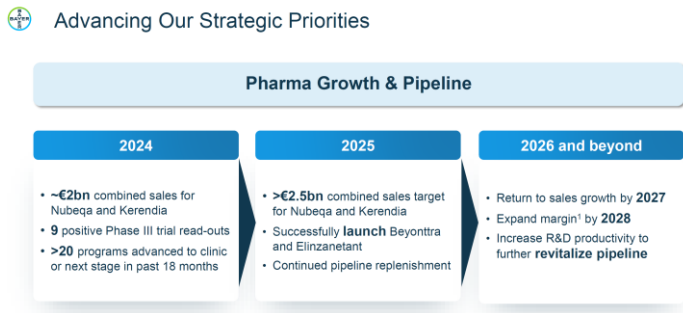 BAYER
Advancing Our Strategic Priorities
Pharma Growth & Pipeline
2024
• ~€2bn combined sales for
Nubeqa and Kerendia
• 9 positive Phase III trial read-outs
• >20 programs advanced to clinic
or next stage in past 18 months
2025
• >€2.5bn combined sales target
for Nubeqa and Kerendia
• Successfully launch Beyonttra
and Elinzanetant
• Continued pipeline replenishment
2026 and beyond
• Return to sales growth by 2027
• Expand margin¹ by 2028
• Increase R&D productivity to
further revitalize pipeline